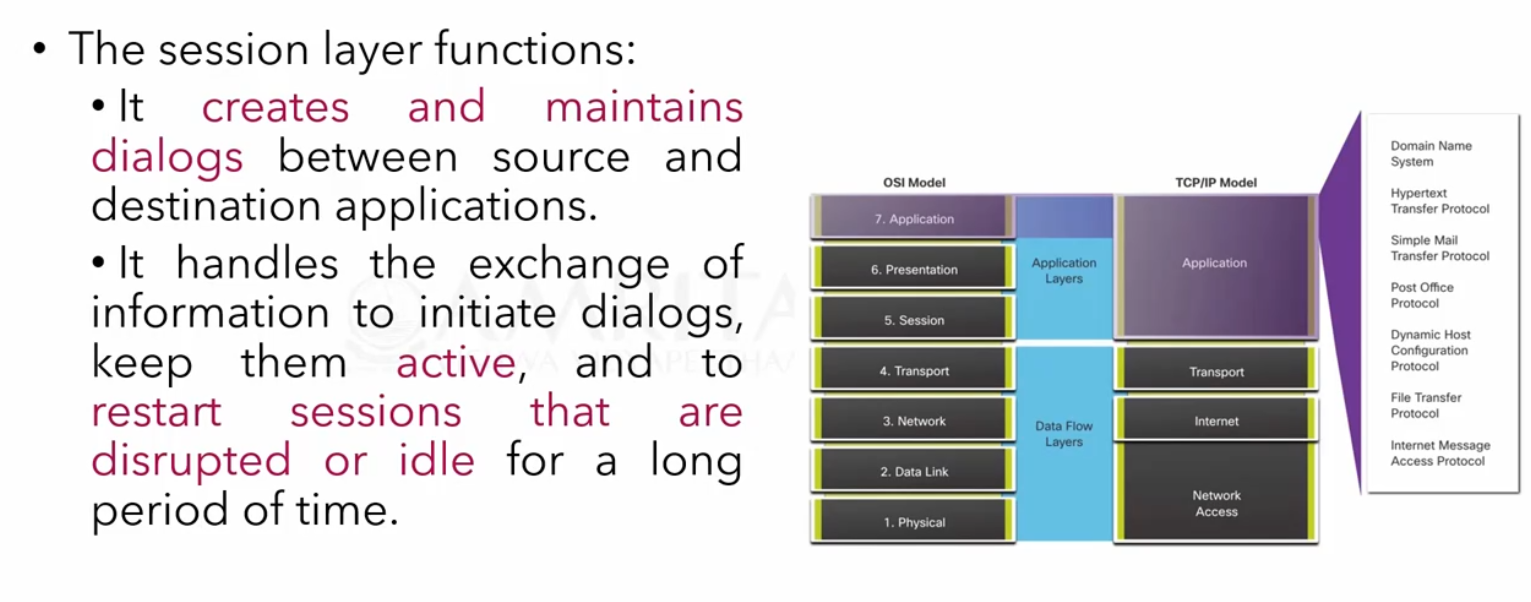 • The session layer functions:
• It creates and maintains
dialogs between source and
destination applications.
• It handles the exchange of
information to initiate dialogs,
keep them active, and to
restart sessions that are
disrupted or idle for a long
period of time.
OSI Model
7. Application
6. Presentation
5. Session
4. Transport
3. Network
2. Data Link
1. Physical
Application
Layers
Data Flow
Layers
TCP/IP Model
Application
Transport
Internet
Network
Access
Domain Name
System
Hypertext
Transfer Protocol
Simple Mail
Transfer Protocol
Post Office
Protocol
Dynamic Host
Configuration
Protocol
File Transfer
Protocol
Internet Message
Access Protocol
AMRITA